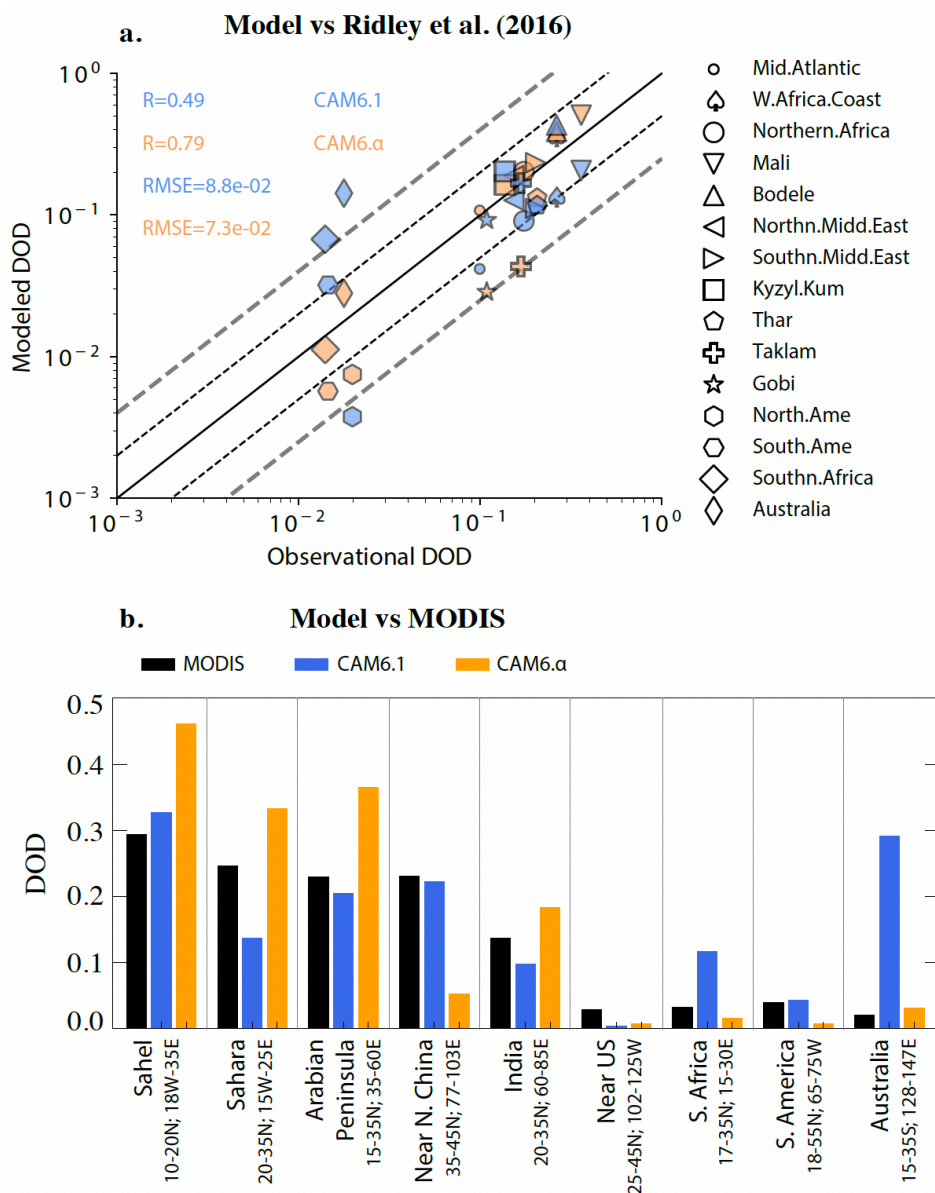 a.
Model vs Ridley et al. (2016)
10⁰
R=0.49 CAM6.1
R=0.79 CAM6.α
RMSE=8.8e-02
RMSE=7.3e-02
10⁻¹
10⁻²
10⁻³
Modeled DOD
10⁻³ 10⁻² 10⁻¹ 10⁰
Observational DOD
Mid.Atlantic
W.Africa.Coast
Northern.Africa
Mali
Bodele
Northn.Midd.East
Southn.Midd.East
Kyzyl.Kum
Thar
Taklam
Gobi
North.Ame
South.Ame
Southn.Africa
Australia
b.
Model vs MODIS
MODIS CAM6.1 CAM6.α
0.5
0.4
0.3
0.2
0.1
0.0
DOD
Sahel
10-20N; 18W-35E
Sahara
20-35N; 15W-25E
Arabian
Peninsula
15-35N; 35-60E
Near N. China
35-45N; 77-103E
India
20-35N; 60-85E
Near US
25-45N; 102-125W
S. Africa
17-35N; 15-30E
S. America
18-55N; 65-75W
Australia
15-35S; 128-147E